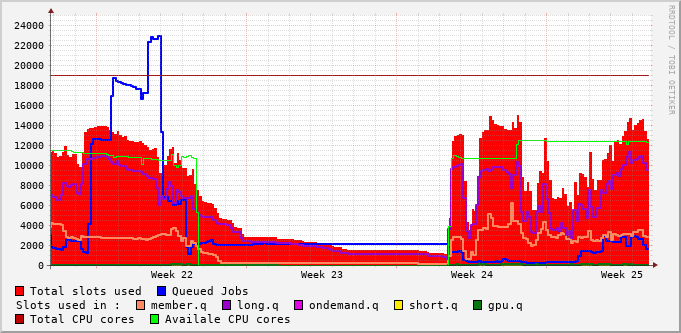 RRDTOOL / TOBI OETIKER
24000
22000
20000
18000
16000
14000
12000
10000
8000
6000
4000
2000
0
Week 22 Week 23 Week 24 Week 25
Total slots used Queued Jobs
Slots used in : member.q long.q ondemand.q short.q gpu.q
Total CPU cores Availale CPU cores